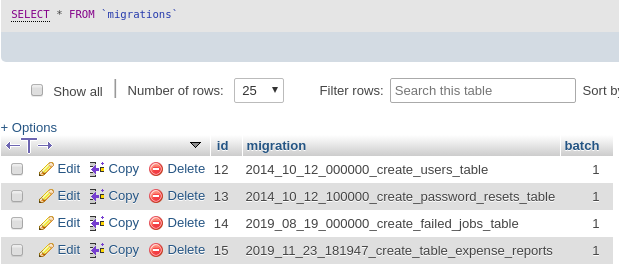 SELECT * FROM `migrations`
Show all Number of rows: 25 Filter rows: Search this table Sort by
+ Options
id migration batch
Edit Copy Delete 12 2014_10_12_000000_create_users_table 1
Edit Copy Delete 13 2014_10_12_100000_create_password_resets_table 1
Edit Copy Delete 14 2019_08_19_000000_create_failed_jobs_table 1
Edit Copy Delete 15 2019_11_23_181947_create_table_expense_reports 1